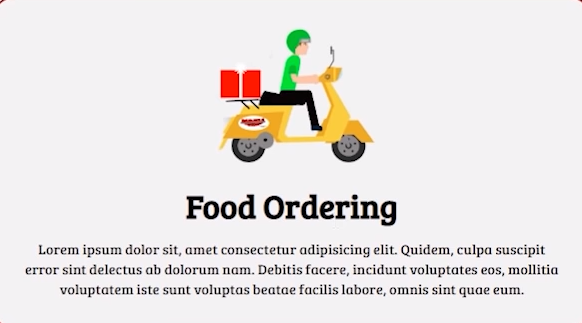 Food Ordering
Lorem ipsum dolor sit, amet consectetur adipisicing elit. Quidem, culpa suscipit
error sint delectus ab dolorum nam. Debitis facere, incidunt voluptates eos, mollitia
voluptatem iste sunt voluptas beatae facilis labore, omnis sint quae eum.